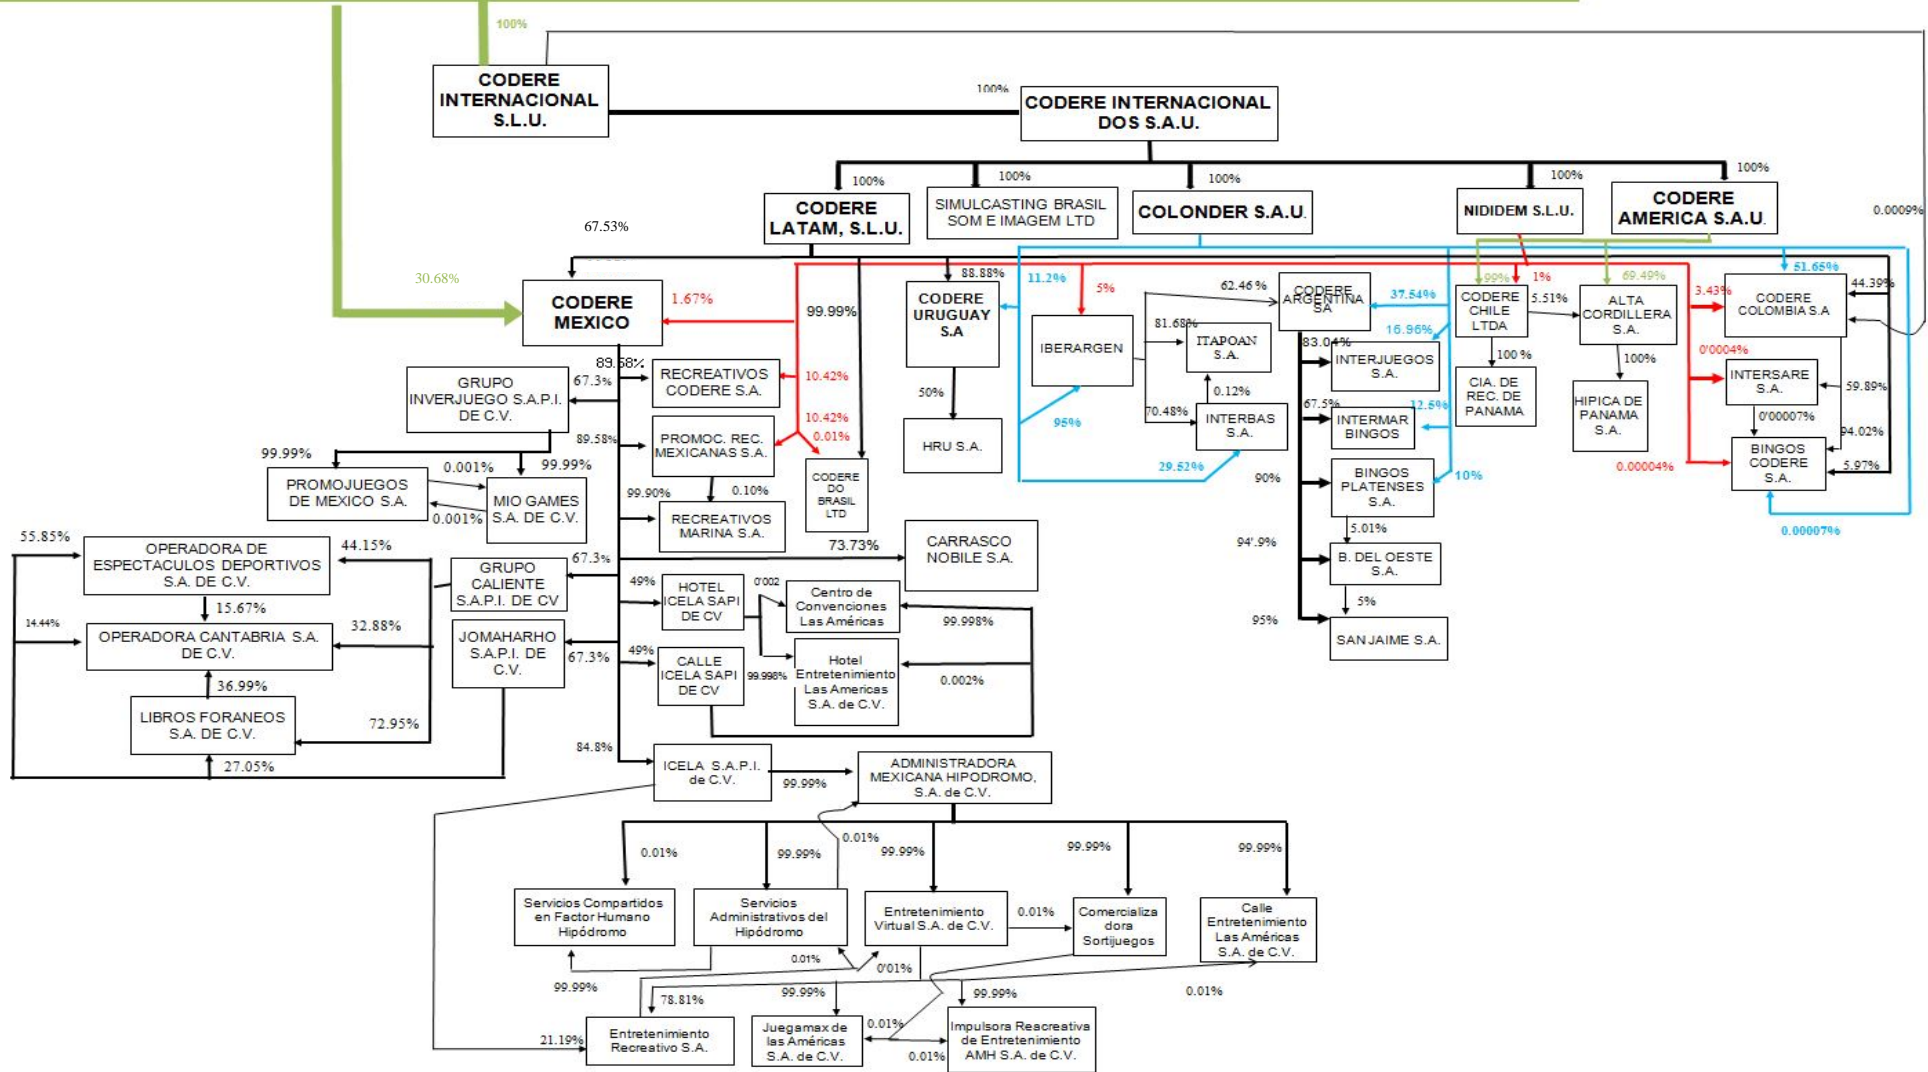 100%
CODERE
INTERNACIONAL
S.L.U.
100%
CODERE INTERNACIONAL
DOS S.A.U.
100%
100%
100%
100%
100%
CODERE
LATAM, S.L.U.
SIMULCASTING BRASIL
SOM E IMAGEM LTD
COLONDER S.A.U.
NIDIDEM S.L.U.
CODERE
AMERICA S.A.U.
0.0009%
67.53%
30.68%
CODERE
MEXICO
1.67%
99.99%
88.88%
CODERE
URUGUAY
S.A
11.2%
5%
IBERARGEN
95%
81.68%
62.46 %
ITAPOAN
S.A.
0.12%
70.48%
INTERBAS
S.A.
29.52%
CODERE
ARGENTINA
SA
37.54%
16.96%
83.04%
INTERJUEGOS
S.A.
67.5%
12.5%
INTERMAR
BINGOS
90%
BINGOS
PLATENSES
S.A.
10%
5.01%
94'.9%
B. DEL OESTE
S.A.
5%
95%
SAN JAIME S.A.
99%
1%
CODERE
CHILE
LTDA
5.51%
100 %
CIA. DE
REC. DE
PANAMA
69.49%
ALTA
CORDILLERA
S.A.
100%
HIPICA DE
PANAMA
S.A.
51.65%
3.43%
CODERE
COLOMBIA S.A
44.39%
0'0004%
INTERSARE
S.A.
59.89%
0'00007%
94.02%
BINGOS
CODERE
S.A.
5.97%
0.00004%
0.00007%
50%
HRU S.A.
89.58%
RECREATIVOS
CODERE S.A.
10.42%
67.3%
GRUPO
INVERJUEGO S.A.P.I.
DE C.V.
89.58%
PROMOC. REC.
MEXICANAS S.A.
10.42%
0.01%
CODERE
DO
BRASIL
LTD
99.99%
0.001%
99.99%
PROMOJUEGOS
DE MEXICO S.A.
0.001%
MIO GAMES
S.A. DE C.V.
99.90%
0.10%
RECREATIVOS
MARINA S.A.
73.73%
CARRASCO
NOBILE S.A.
55.85%
OPERADORA DE
ESPECTACULOS DEPORTIVOS
S.A. DE C.V.
44.15%
15.67%
14.44%
OPERADORA CANTABRIA S.A.
DE C.V.
32.88%
36.99%
LIBROS FORANEOS
S.A. DE C.V.
72.95%
27.05%
67.3%
GRUPO
CALIENTE
S.A.P.I. DE CV
JOMAHARHO
S.A.P.I. DE
C.V.
67.3%
49%
HOTEL
ICELA SAPI
DE CV
0'002
Centro de
Convenciones
Las Américas
99.998%
49%
CALLE
ICELA SAPI
DE CV
99.998%
Hotel
Entretenimiento
Las Americas
S.A. de C.V.
0.002%
84.8%
ICELA S.A.P.I.
de C.V.
99.99%
ADMINISTRADORA
MEXICANA HIPODROMO,
S.A. de C.V.
0.01%
99.99%
0.01%
99.99%
99.99%
99.99%
Servicios Compartidos
en Factor Humano
Hipódromo
Servicios
Administrativos del
Hipódromo
Entretenimiento
Virtual S.A. de C.V.
0.01%
Comercializa
dora
Sortijuegos
Calle
Entretenimiento
Las Américas
S.A. de C.V.
99.99%
0.01%
0'01%
78.81%
99.99%
99.99%
0.01%
21.19%
Entretenimiento
Recreativo S.A.
Juegamax de
las Américas
S.A. de C.V.
0.01%
0.01%
Impulsora Reacreativa
de Entretenimiento
AMH S.A. de C.V.